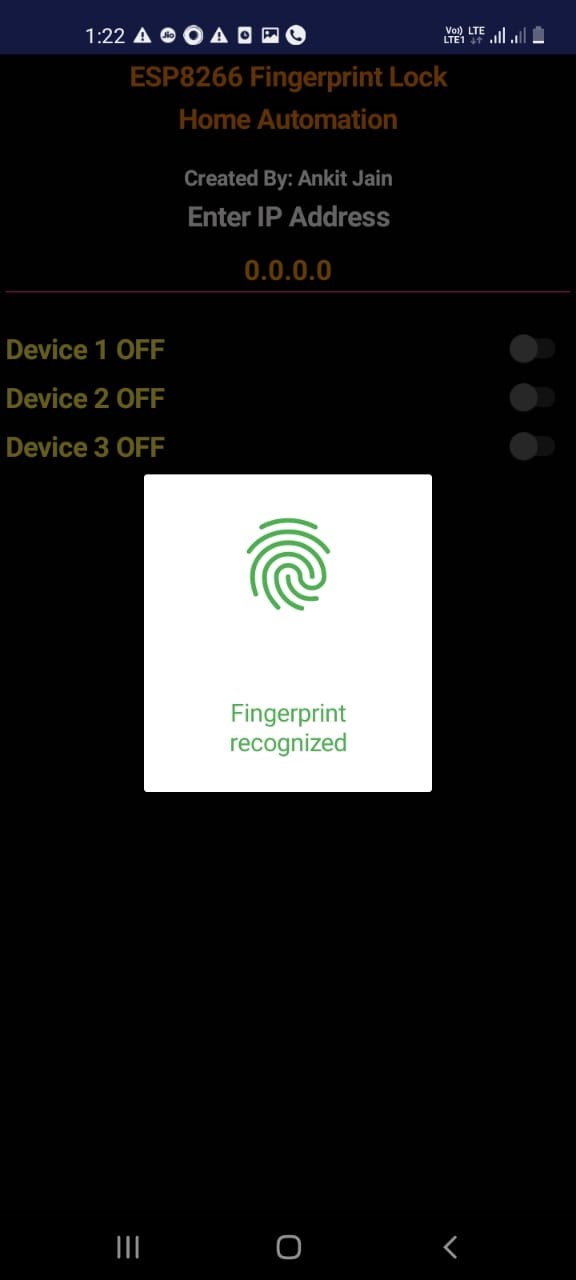 1:22
Jio
Vo) LTE
LTE1
ESP8266 Fingerprint Lock
Home Automation
Created By: Ankit Jain
Enter IP Address
0.0.0.0
Device 1 OFF
Device 2 OFF
Device 3 OFF
Fingerprint
recognized